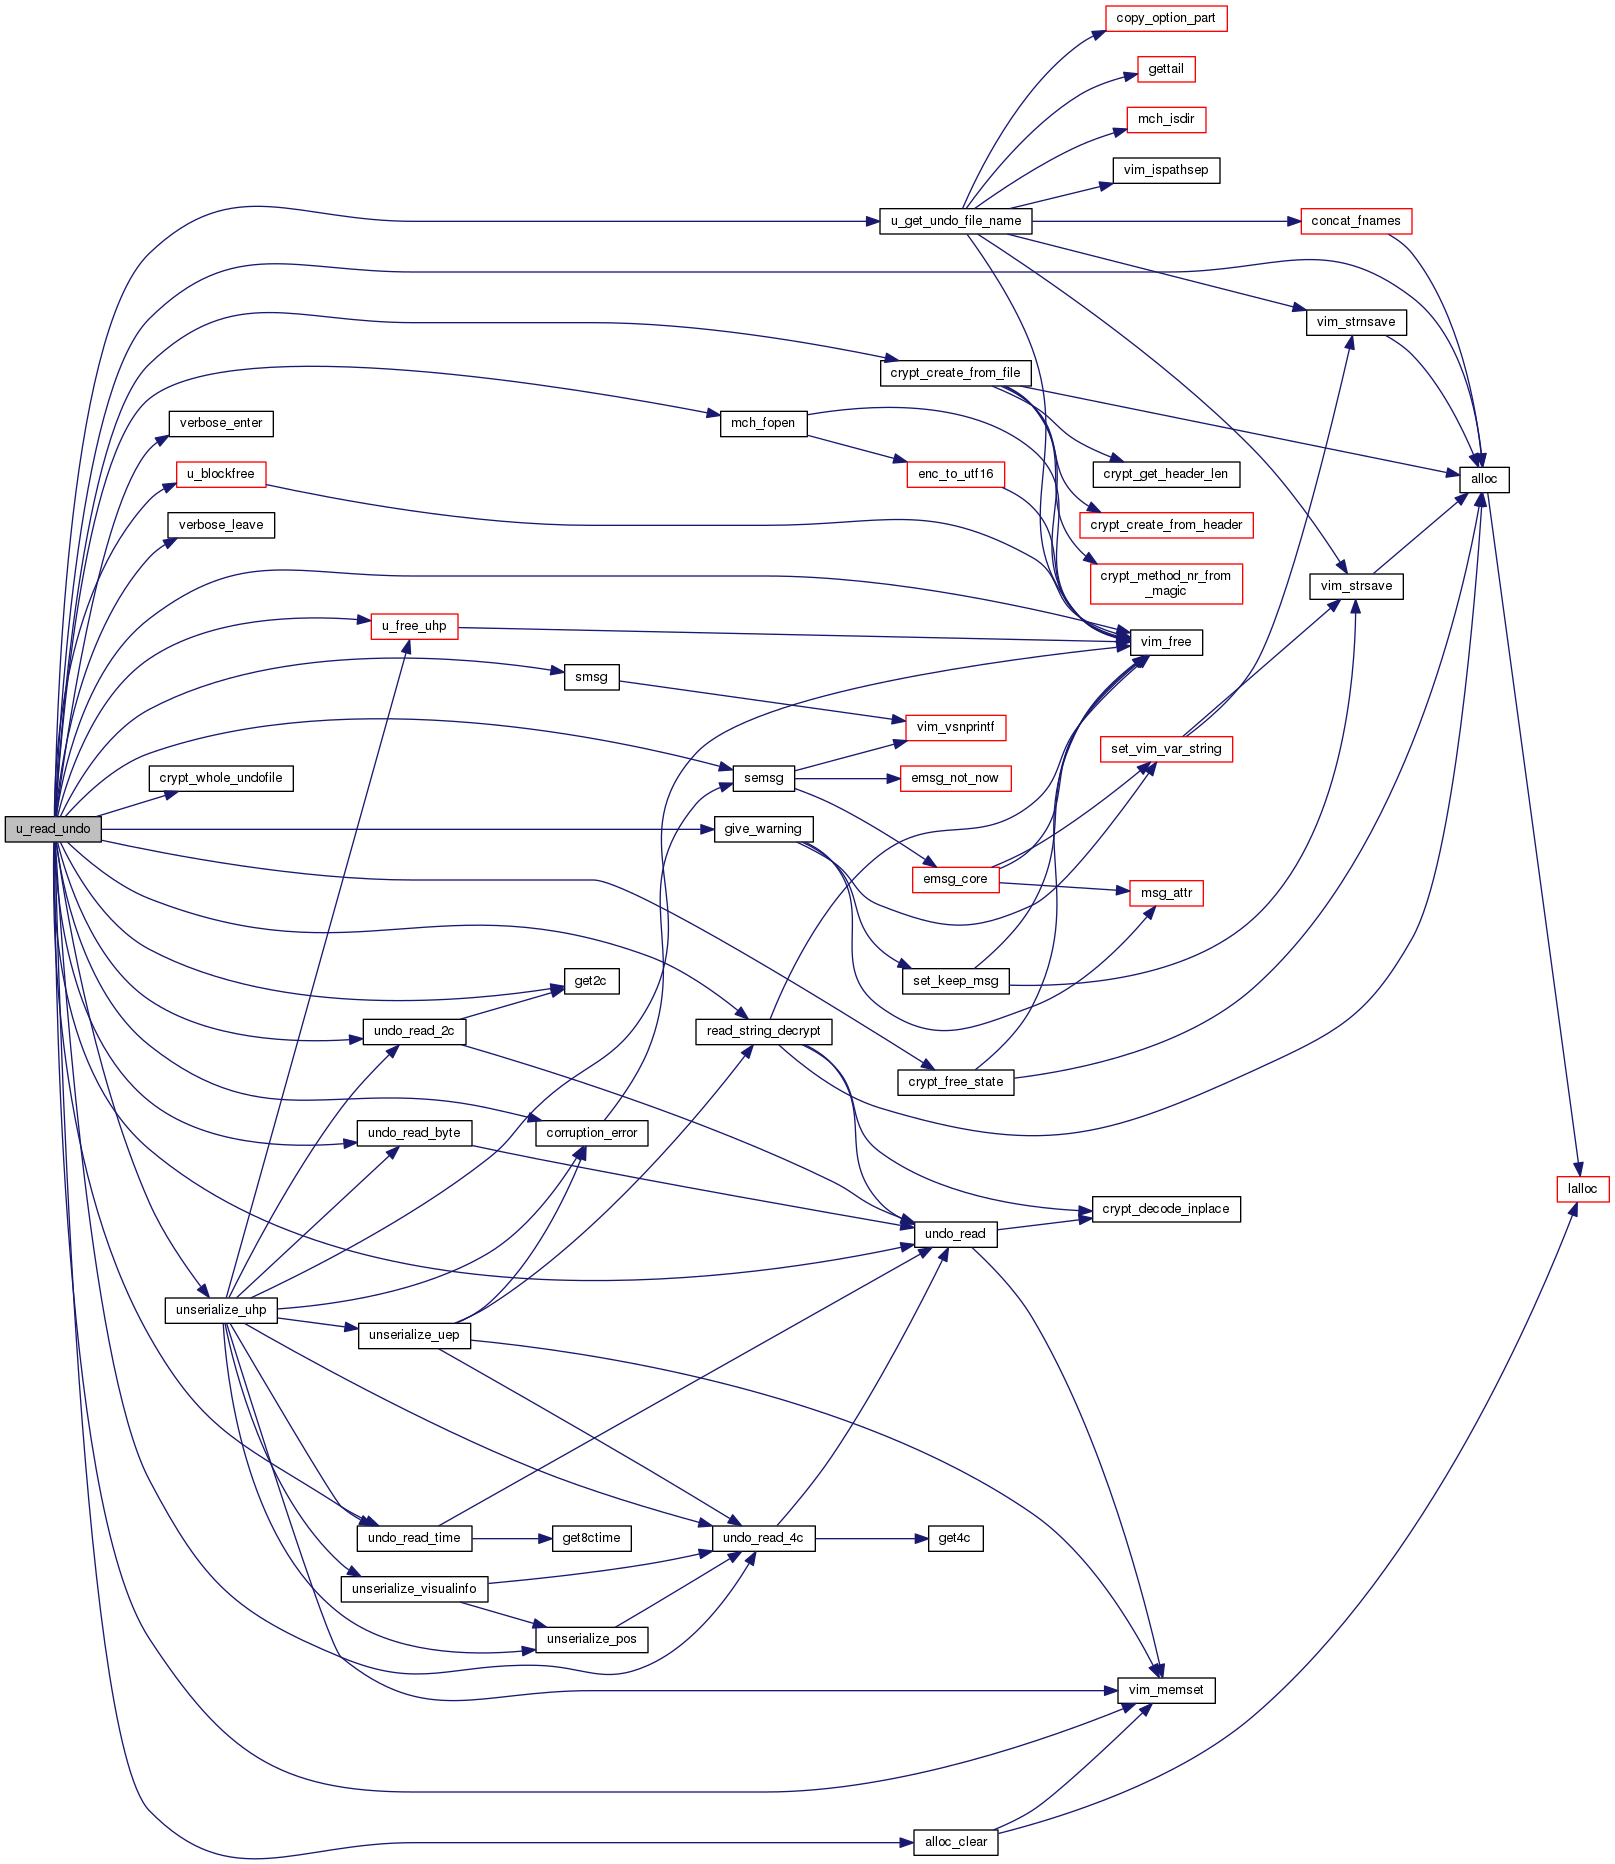 copy_option_part
gettail
mch_isdir
vim_ispathsep
u_get_undo_file_name
concat_fnames
vim_strnsave
crypt_create_from_file
verbose_enter
mch_fopen
u_blockfree
enc_to_utf16
crypt_get_header_len
alloc
verbose_leave
crypt_create_from_header
crypt_method_nr_from
_magic
vim_strsave
u_free_uhp
vim_free
smsg
vim_vsnprintf
set_vim_var_string
crypt_whole_undofile
semsg
emsg_not_now
u_read_undo
give_warning
emsg_core
msg_attr
get2c
set_keep_msg
undo_read_2c
read_string_decrypt
crypt_free_state
undo_read_byte
corruption_error
lalloc
crypt_decode_inplace
undo_read
unserialize_uhp
unserialize_uep
undo_read_time
get8ctime
undo_read_4c
get4c
unserialize_visualinfo
unserialize_pos
vim_memset
alloc_clear